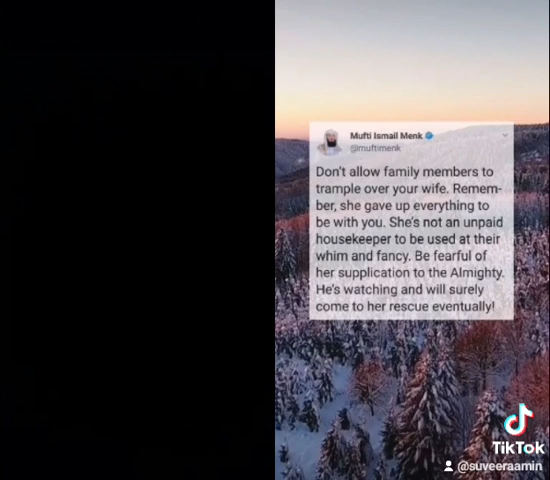 Mufti Ismail Menk
@muftimenk
Don't allow family members to
trample over your wife. Remem-
ber, she gave up everything to
be with you. She's not an unpaid
housekeeper to be used at their
whim and fancy. Be fearful of
her supplication to the Almighty.
He's watching and will surely
come to her rescue eventually!
TikTok
@suveeraamin